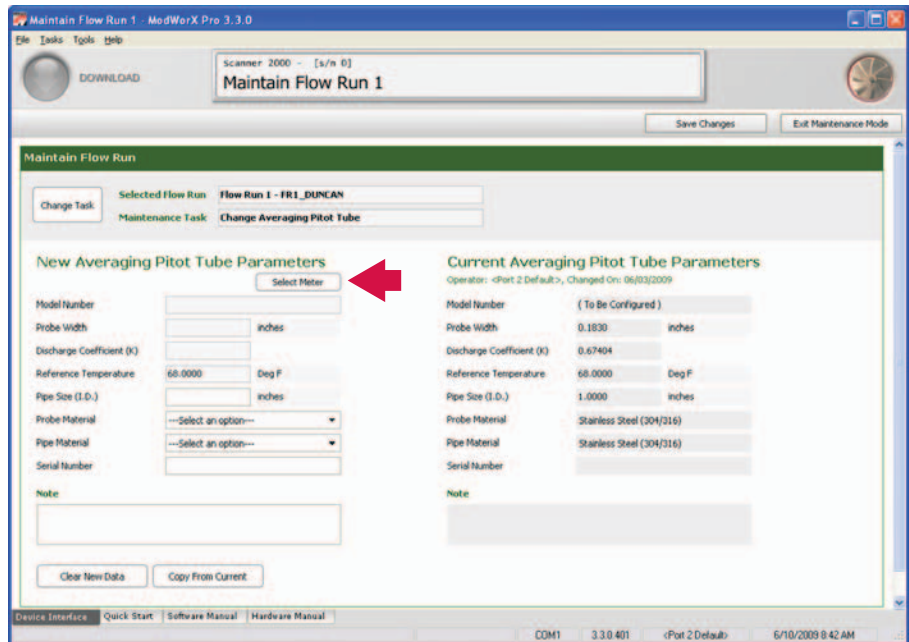 Maintain Flow Run 1 - ModWorX Pro 3.3.0
File Tasks Tools Help
DOWNLOAD
Scanner 2000 - [s/n 0]
Maintain Flow Run 1
Save Changes
Exit Maintenance Mode
Maintain Flow Run
Change Task
Selected Flow Run Flow Run 1 - FR1_DUNCAN
Maintenance Task Change Averaging Pitot Tube
New Averaging Pitot Tube Parameters
Select Meter
Model Number
Probe Width inches
Discharge Coefficient (K)
Reference Temperature 68.0000 Deg F
Pipe Size (I.D.) inches
Probe Material ---Select an option---
Pipe Material ---Select an option---
Serial Number
Note
Clear New Data
Copy From Current
Current Averaging Pitot Tube Parameters
Operator: <Port 2 Default>, Changed On: 06/03/2009
Model Number ( To Be Configured )
Probe Width 0.1830 inches
Discharge Coefficient (K) 0.67404
Reference Temperature 68.0000 Deg F
Pipe Size (I.D.) 1.0000 inches
Probe Material Stainless Steel (304/316)
Pipe Material Stainless Steel (304/316)
Serial Number
Note
Device Interface Quick Start Software Manual Hardware Manual
COM1 3.3.0.401 <Port 2 Default> 6/10/2009 8:42 AM